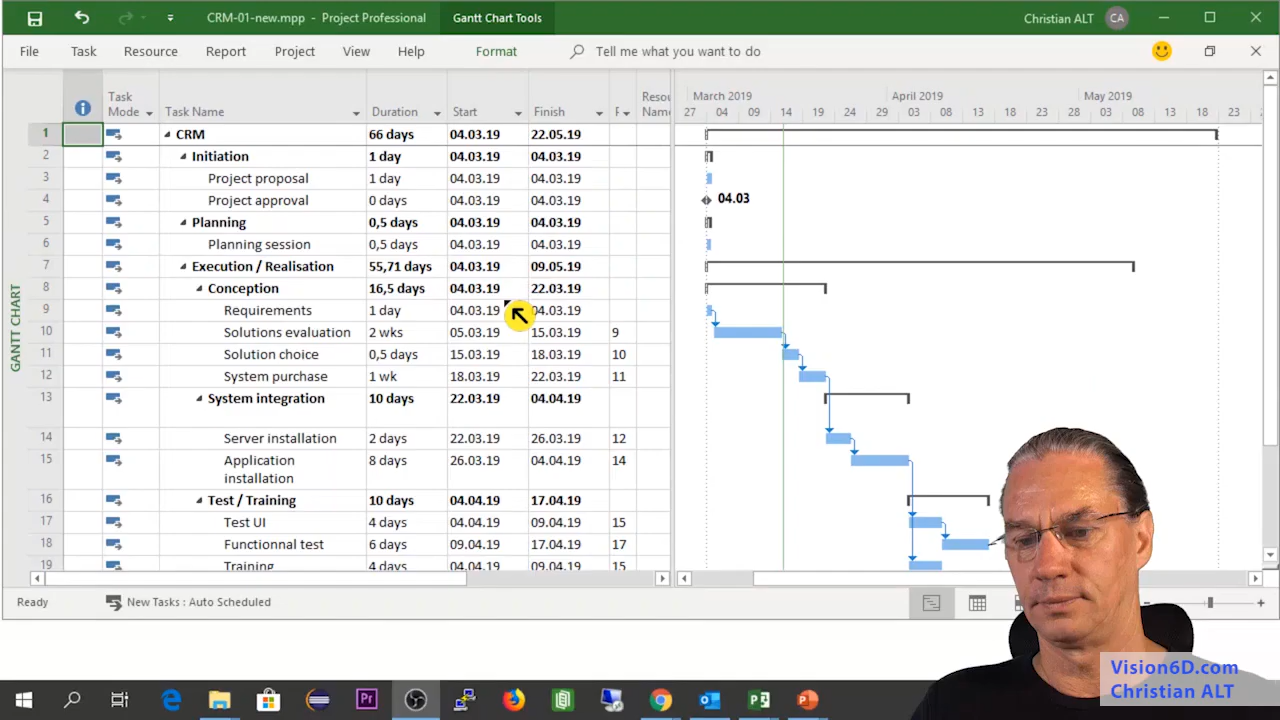 CRM-01-new.mpp - Project Professional
Gantt Chart Tools
Christian ALT CA
File Task Resource Report Project View Help Format Tell me what you want to do
Task Mode Task Name Duration Start Finish Resou Name
March 2019 April 2019 May 2019
27 04 09 14 19 24 29 03 08 13 18 23 28 03 08 13 18 23
1 CRM 66 days 04.03.19 22.05.19
2 Initiation 1 day 04.03.19 04.03.19
3 Project proposal 1 day 04.03.19 04.03.19
4 Project approval 0 days 04.03.19 04.03.19 04.03
5 Planning 0,5 days 04.03.19 04.03.19
6 Planning session 0,5 days 04.03.19 04.03.19
7 Execution / Realisation 55,71 days 04.03.19 09.05.19
8 Conception 16,5 days 04.03.19 22.03.19
9 Requirements 1 day 04.03.19 04.03.19
10 Solutions evaluation 2 wks 05.03.19 15.03.19 9
11 Solution choice 0,5 days 15.03.19 18.03.19 10
12 System purchase 1 wk 18.03.19 22.03.19 11
13 System integration 10 days 22.03.19 04.04.19
14 Server installation 2 days 22.03.19 26.03.19 12
15 Application installation 8 days 26.03.19 04.04.19 14
16 Test / Training 10 days 04.04.19 17.04.19
17 Test UI 4 days 04.04.19 09.04.19 15
18 Functionnal test 6 days 09.04.19 17.04.19 17
19 Training 4 days 04.04.19 09.04.19 15
GANTT CHART
Ready New Tasks : Auto Scheduled
Vision6D.com
Christian ALT
Pr